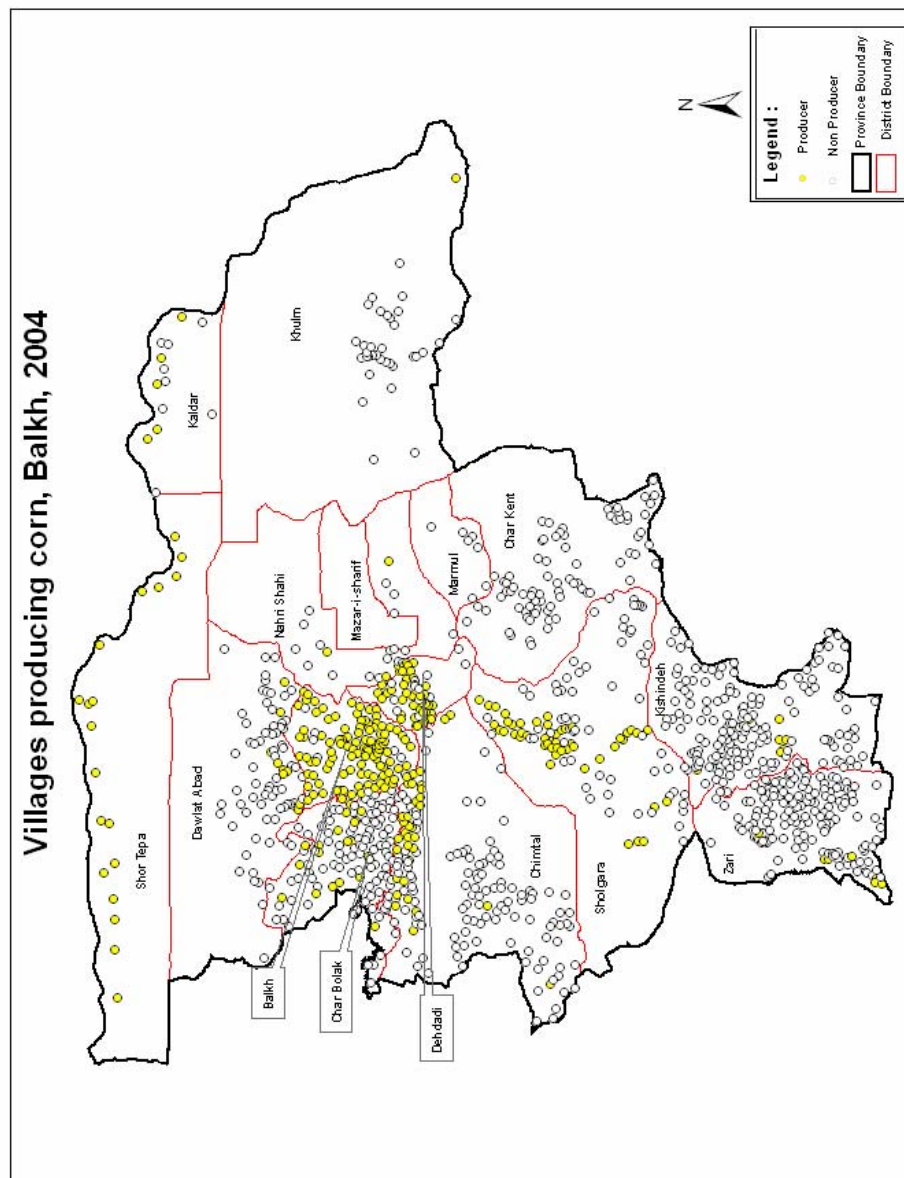 Villages producing corn, Balkh, 2004
N
Legend :
Producer
Non Producer
Province Boundary
District Boundary
Shor Tepa
Kaldar
Khulm
Dawlat Abad
Nahri Shahi
Mazar-i-sharif
Marmul
Char Kent
Balkh
Char Bolak
Dehdadi
Chimtal
Sholgara
Kishindeh
Zari